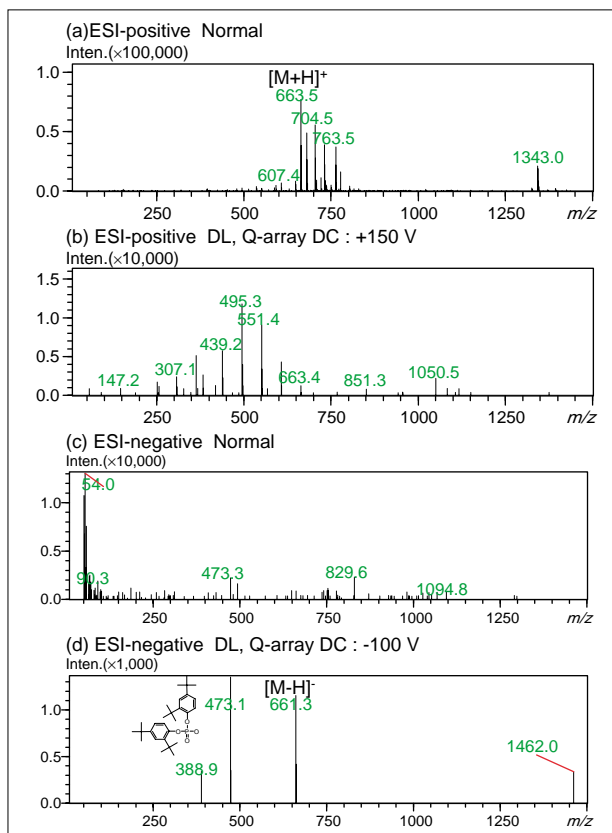 (a)ESI-positive Normal
Inten.(×100,000)
[M+H]+
1.0
663.5
704.5
763.5
0.5
1343.0
607.4
0.0
250 500 750 1000 1250 m/z
(b) ESI-positive DL, Q-array DC : +150 V
Inten.(×10,000)
1.5
495.3
551.4
1.0
439.2
0.5
307.1
147.2
663.4
851.3
1050.5
0.0
250 500 750 1000 1250 m/z
(c) ESI-negative Normal
Inten.(×10,000)
54.0
1.0
0.5
90.3
473.3
829.6
1094.8
0.0
250 500 750 1000 1250 m/z
(d) ESI-negative DL, Q-array DC : -100 V
Inten.(×1,000)
[M-H]-
473.1
661.3
1.0
O
O P O
O
1462.0
0.5
388.9
0.0
250 500 750 1000 1250 m/z